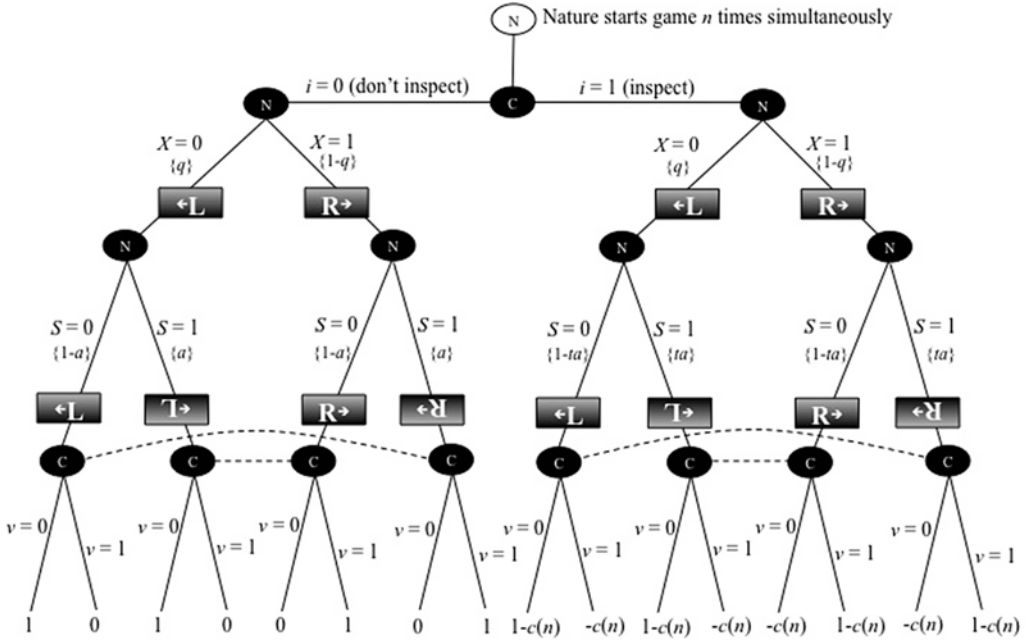 N Nature starts game n times simultaneously
N i = 0 (don't inspect) C i = 1 (inspect) N
X = 0 X = 1 X = 0 X = 1
{q} {1-q} {q} {1-q}
←L R→ ←L R→
N N N N
S = 0 S = 1 S = 0 S = 1 S = 0 S = 1 S = 0 S = 1
{1-a} {a} {1-a} {a} {1-ta} {ta} {1-ta} {ta}
←L L← R← ←R ←L L← R← ←R
C C C C C C C C
v = 0 v = 0 v = 0 v = 0 v = 0 v = 0 v = 0 v = 0
v = 1 v = 1 v = 1 v = 1 v = 1 v = 1 v = 1 v = 1
1 0 1 0 0 1 0 1 1-c(n) -c(n) 1-c(n) -c(n) -c(n) 1-c(n) -c(n) 1-c(n)